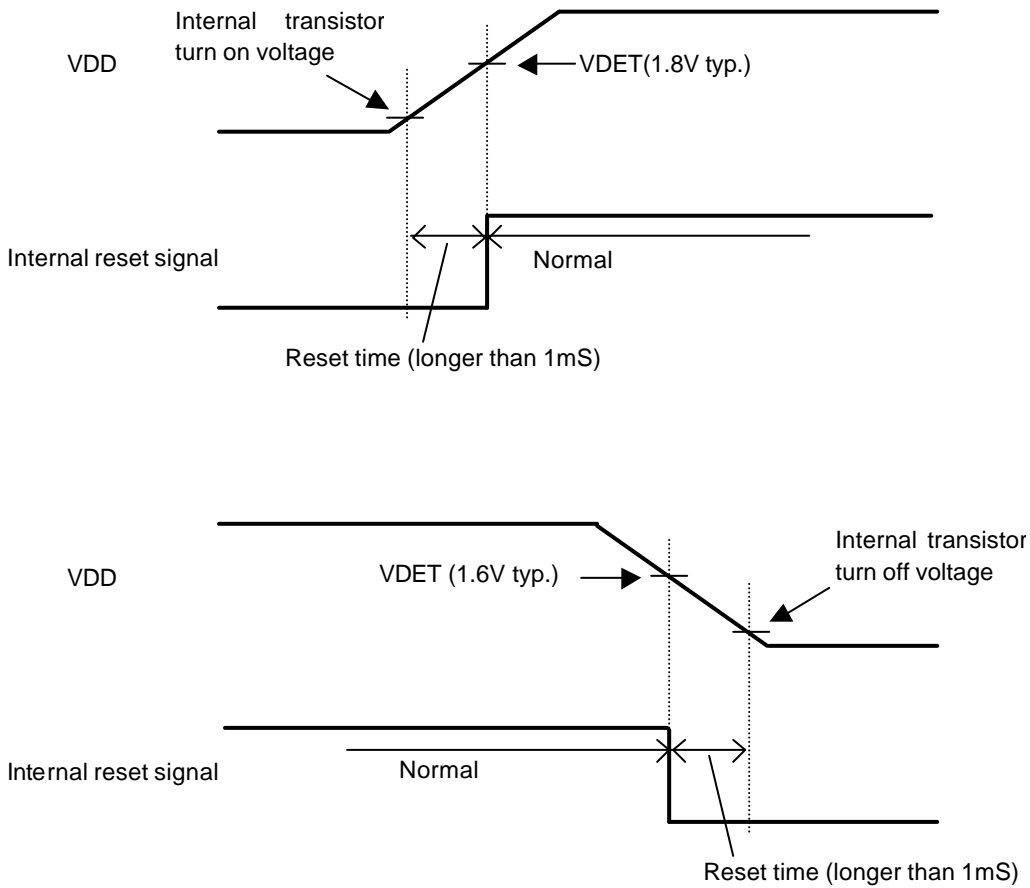 Internal transistor
turn on voltage
VDD
VDET(1.8V typ.)
Internal reset signal
Normal
Reset time (longer than 1mS)
VDD
VDET (1.6V typ.)
Internal transistor
turn off voltage
Internal reset signal
Normal
Reset time (longer than 1mS)